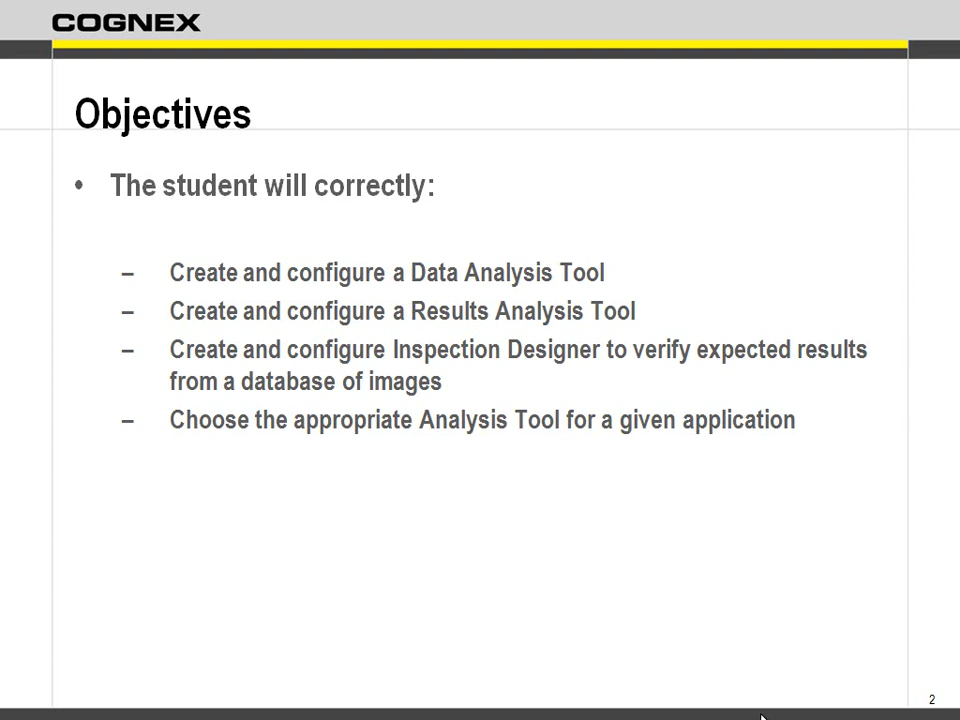 COGNEX
Objectives
• The student will correctly:
– Create and configure a Data Analysis Tool
– Create and configure a Results Analysis Tool
– Create and configure Inspection Designer to verify expected results
from a database of images
– Choose the appropriate Analysis Tool for a given application
2